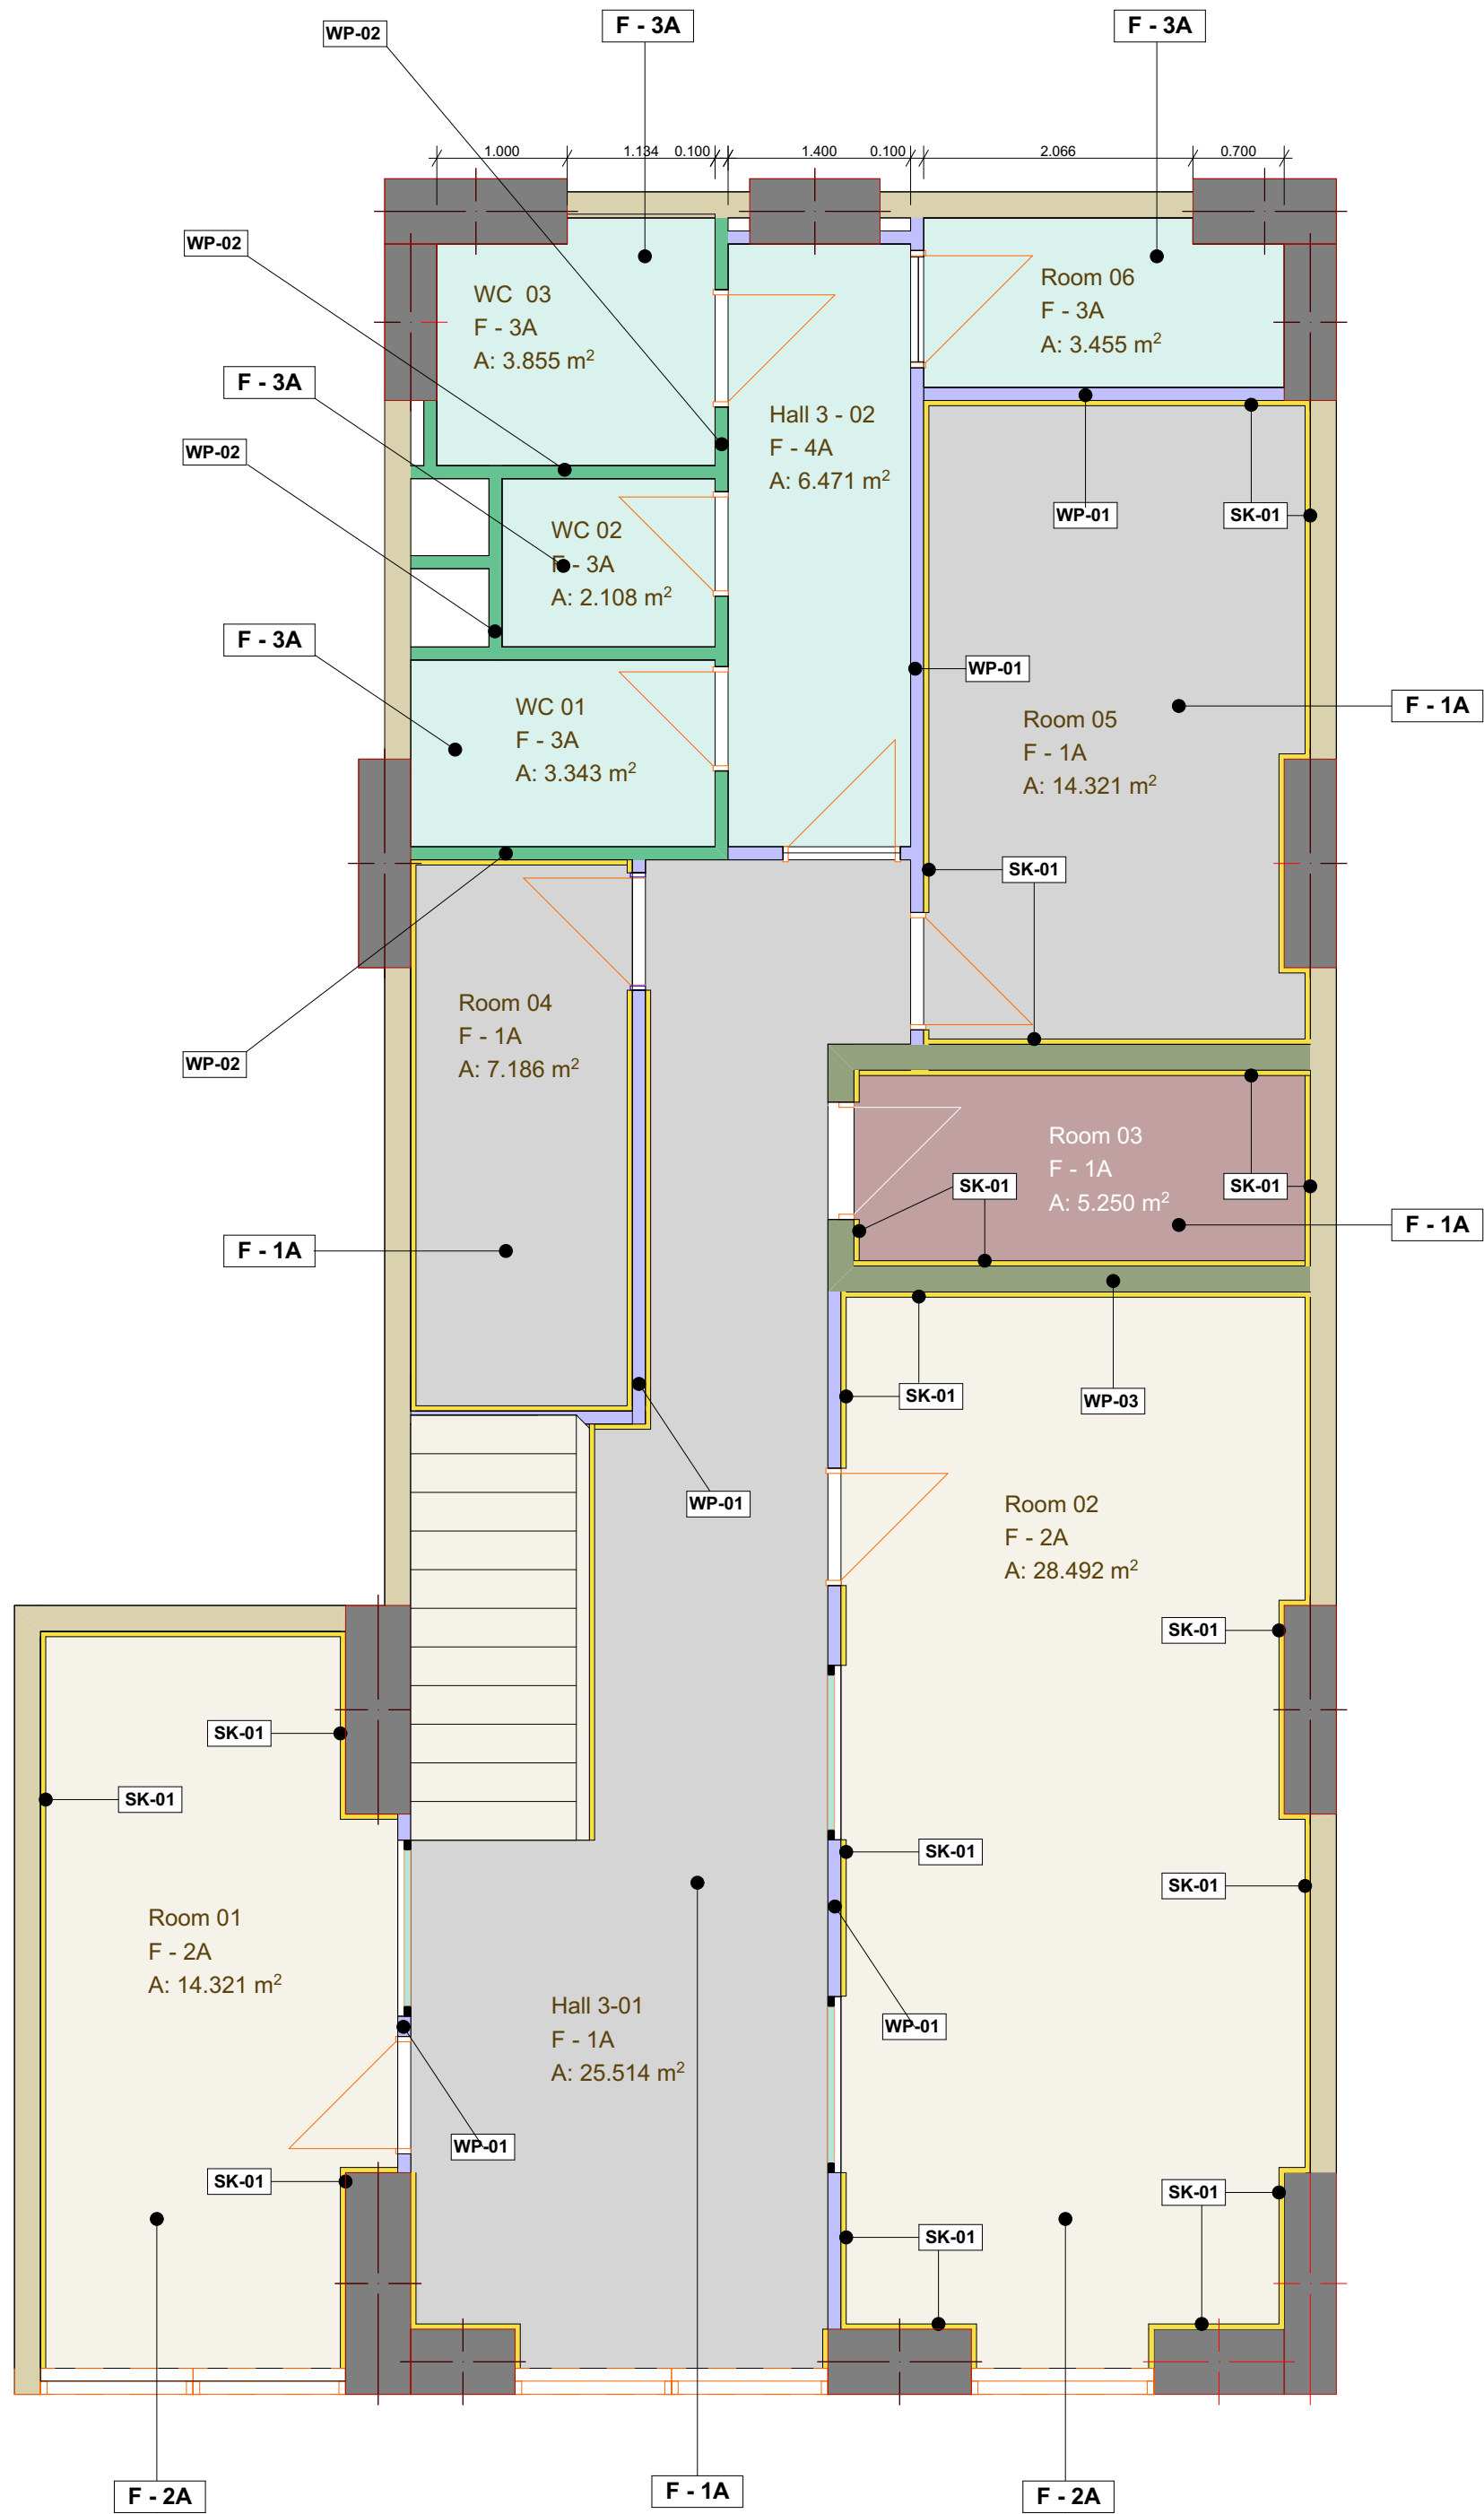 F - 3A
F - 3A
WP-02
1.000
1.134
0.100
1.400
0.100
2.066
0.700
WP-02
WC  03
F - 3A
A: 3.855 m²
Room 06
F - 3A
A: 3.455 m²
F - 3A
Hall 3 - 02
F - 4A
A: 6.471 m²
WP-02
WC 02
F - 3A
A: 2.108 m²
WP-01
SK-01
F - 3A
WP-01
WC 01
F - 3A
A: 3.343 m²
Room 05
F - 1A
A: 14.321 m²
F - 1A
SK-01
Room 04
F - 1A
A: 7.186 m²
WP-02
Room 03
F - 1A
A: 5.250 m²
SK-01
SK-01
F - 1A
F - 1A
SK-01
WP-03
WP-01
Room 02
F - 2A
A: 28.492 m²
SK-01
SK-01
SK-01
SK-01
SK-01
Room 01
F - 2A
A: 14.321 m²
Hall 3-01
F - 1A
A: 25.514 m²
WP-01
WP-01
SK-01
SK-01
SK-01
F - 2A
F - 1A
F - 2A